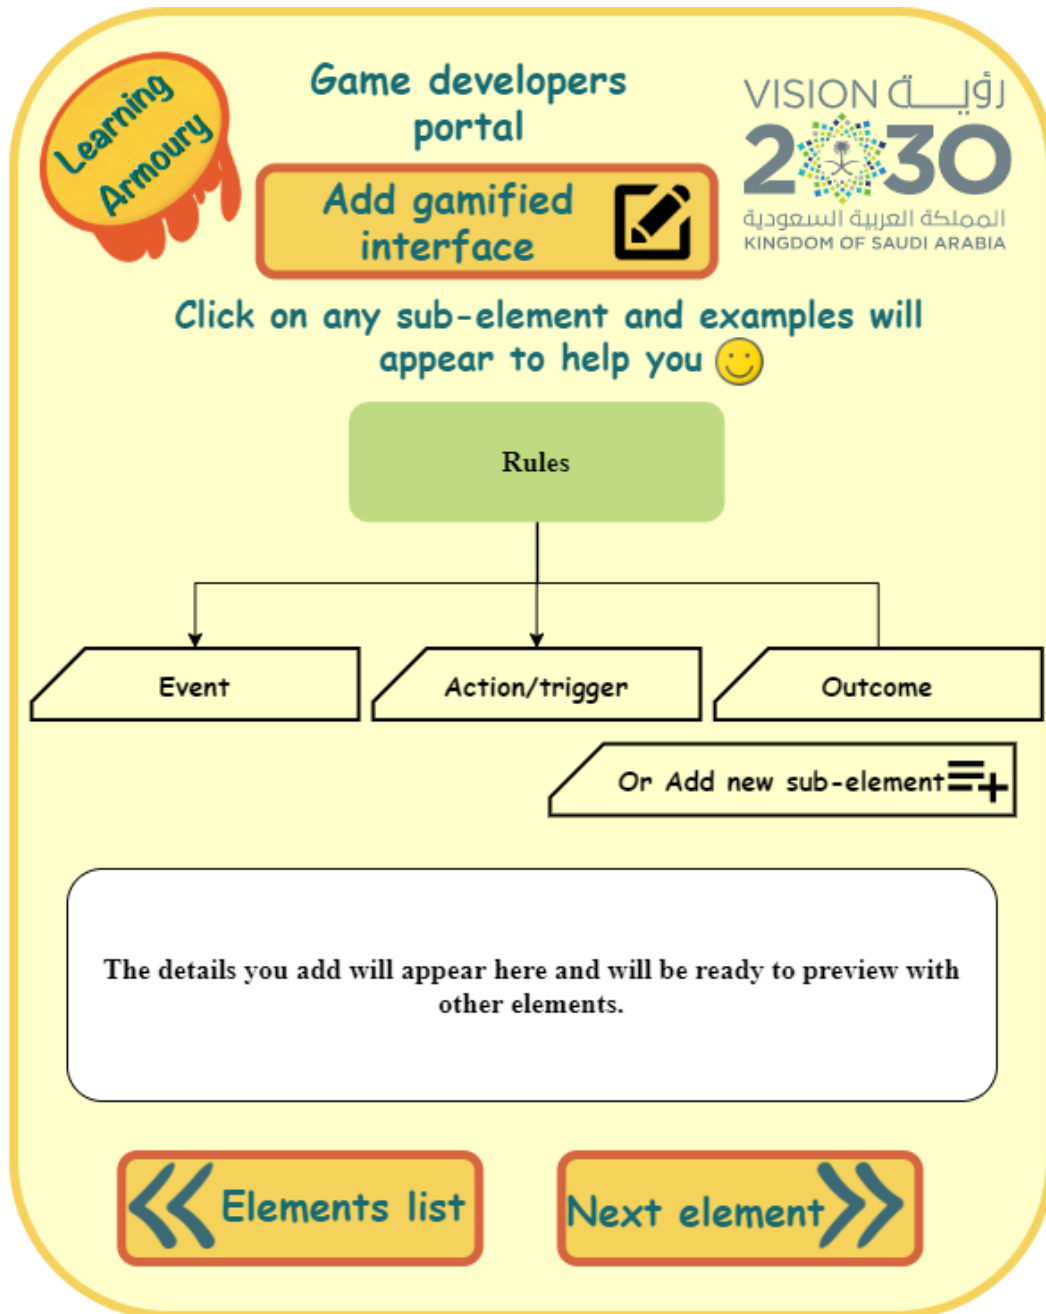 Learning
Armoury
Game developers
portal
VISION رؤيـــة
2030
المملكة العربية السعودية
KINGDOM OF SAUDI ARABIA
Add gamified
interface
Click on any sub-element and examples will
appear to help you
Rules
Event
Action/trigger
Outcome
Or Add new sub-element
The details you add will appear here and will be ready to preview with
other elements.
Elements list
Next element